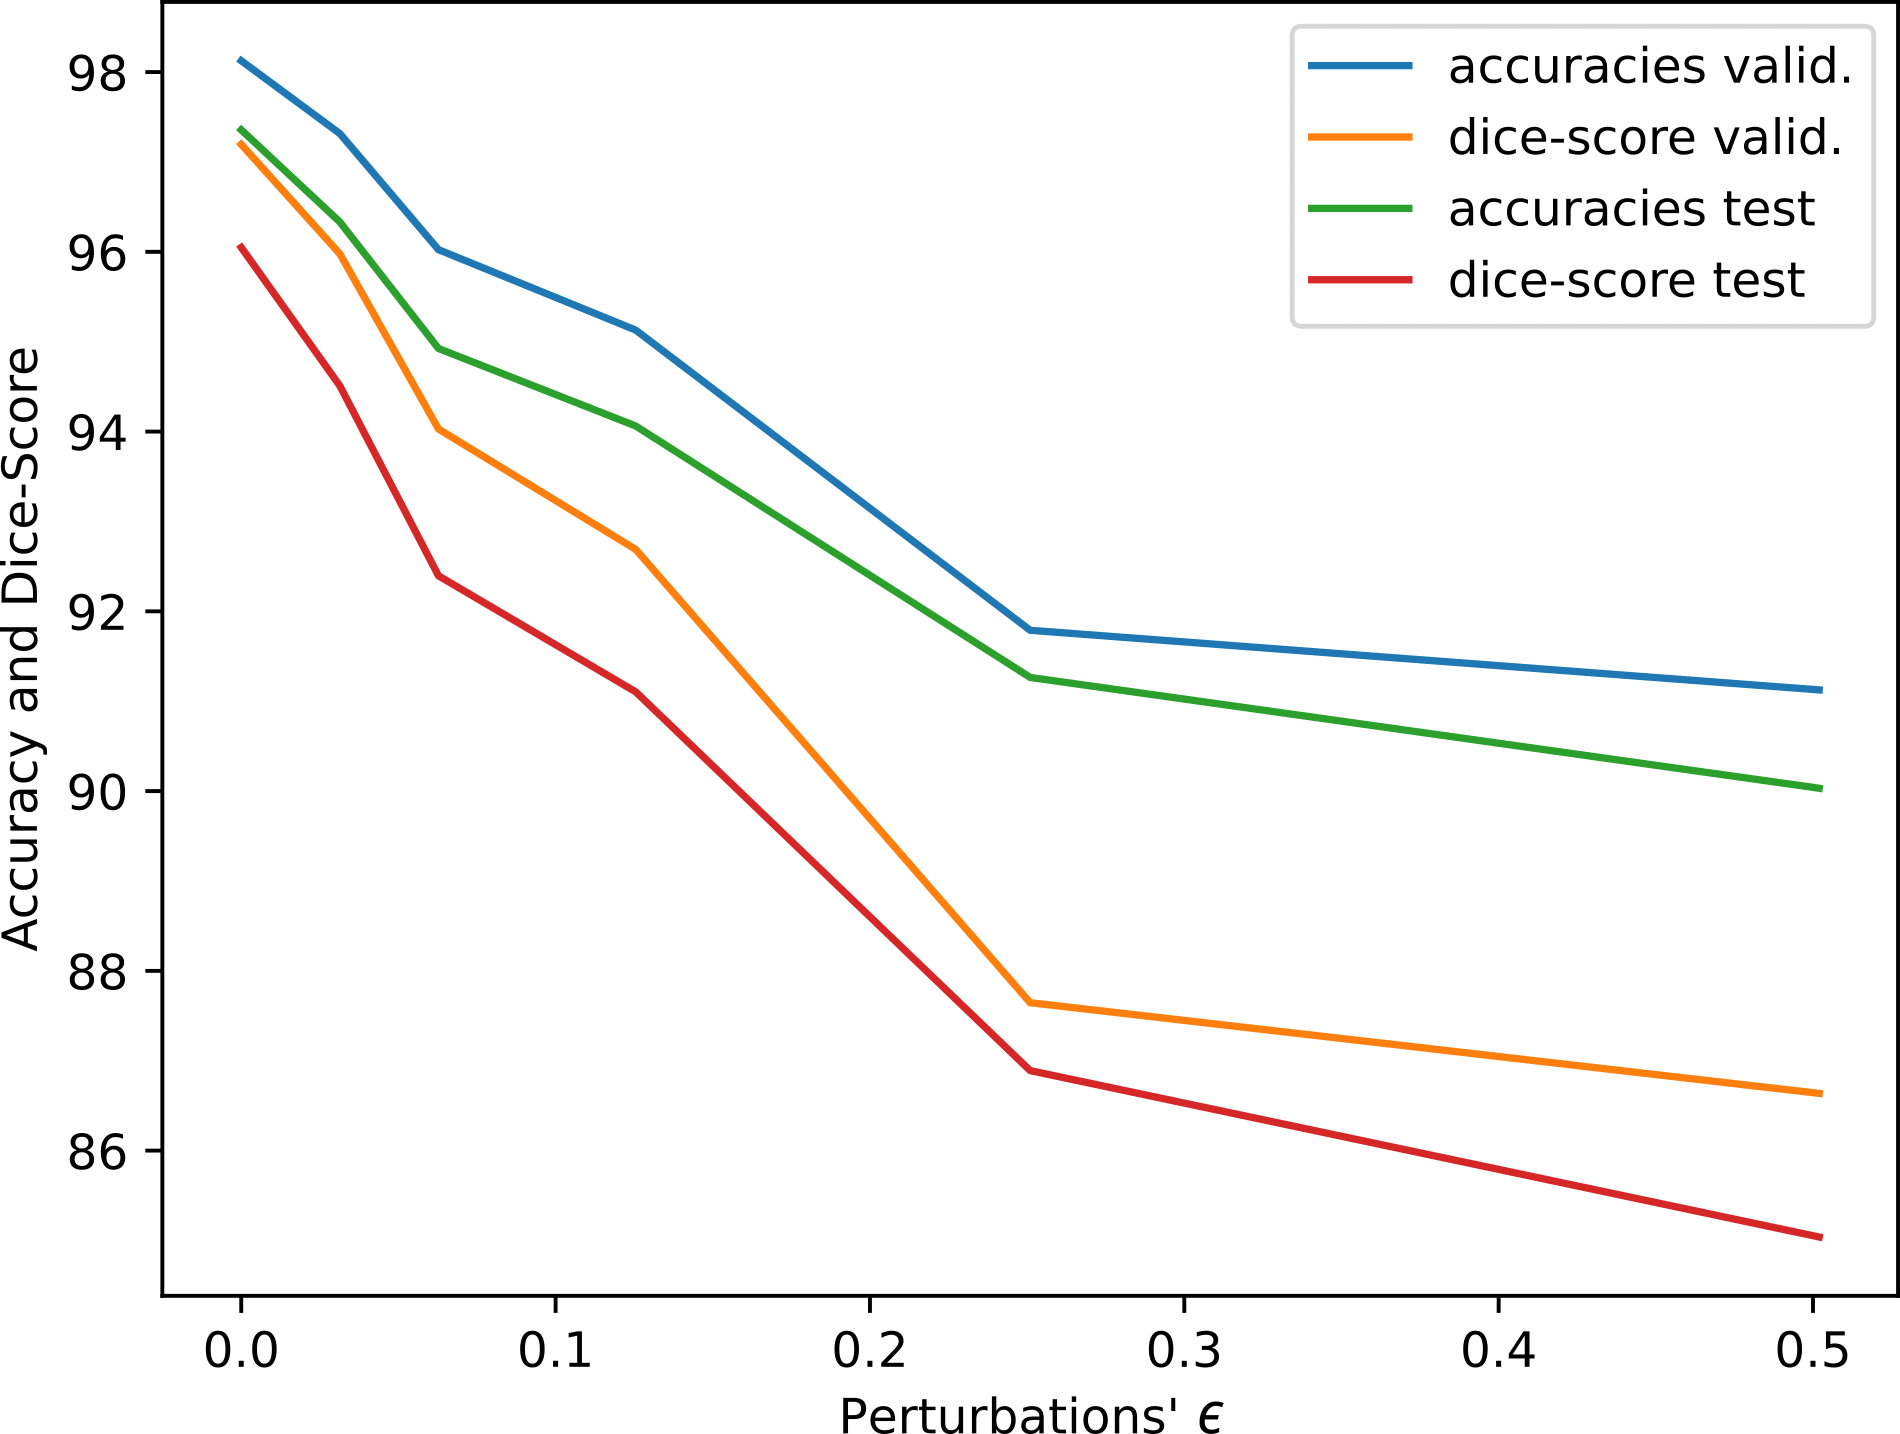 accuracies valid.
dice-score valid.
accuracies test
dice-score test
Accuracy and Dice-Score
98
96
94
92
90
88
86
0.0 0.1 0.2 0.3 0.4 0.5
Perturbations' ϵ